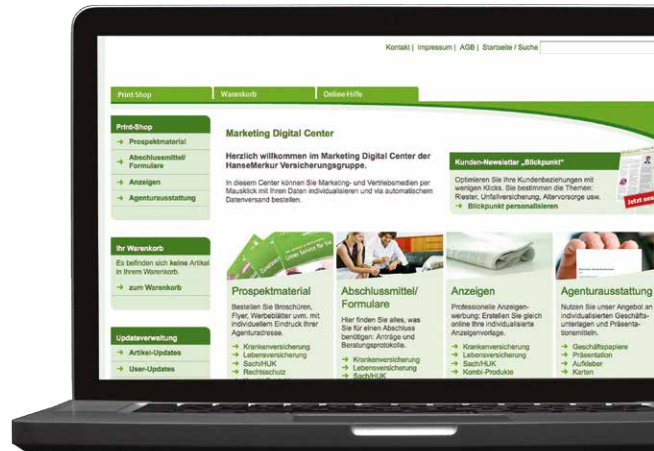 Kontakt | Impressum | AGB | Startseite / Suche
Print-Shop
Warenkorb
Online-Hilfe
Print-Shop
→ Prospektmaterial
→ Abschlussmittel/
Formulare
→ Anzeigen
→ Agenturausstattung
Marketing Digital Center
Herzlich willkommen im Marketing Digital Center der
HanseMerkur Versicherungsgruppe.
In diesem Center können Sie Marketing- und Vertriebsmedien per
Mausklick mit Ihren Daten individualisieren und via automatischem
Datenversand bestellen.
Kunden-Newsletter „Blickpunkt"
Optimieren Sie Ihre Kundenbeziehungen mit
wenigen Klicks. Sie bestimmen die Themen:
Riester, Unfallversicherung, Altervorsorge usw.
→ Blickpunkt personalisieren
Jetzt neu
Ihr Warenkorb
Es befinden sich keine Artikel
in Ihrem Warenkorb.
→ zum Warenkorb
Updateverwaltung
→ Artikel-Updates
→ User-Updates
Unser Service für Sie
Prospektmaterial
Bestellen Sie Broschüren,
Flyer, Werbeblätter uvm. mit
individuellem Eindruck Ihrer
Agenturadresse.
→ Krankenversicherung
→ Lebensversicherung
→ Sach/HUK
→ Rechtsschutz
Abschlussmittel/
Formulare
Hier finden Sie alles, was
Sie für einen Abschluss
benötigen: Anträge und
Beratungsprotokolle.
→ Krankenversicherung
→ Lebensversicherung
→ Sach/HUK
Anzeigen
Professionelle Anzeigen-
werbung: Erstellen Sie gleich
online Ihre individualisierte
Anzeigenvorlage.
→ Krankenversicherung
→ Lebensversicherung
→ Sach/HUK
→ Kombi-Produkte
Agenturausstattung
Nutzen Sie unser Angebot an
individualisierten Geschäfts-
unterlagen und Präsenta-
tionsmitteln.
→ Geschäftspapiere
→ Präsentation
→ Aufkleber
→ Karten